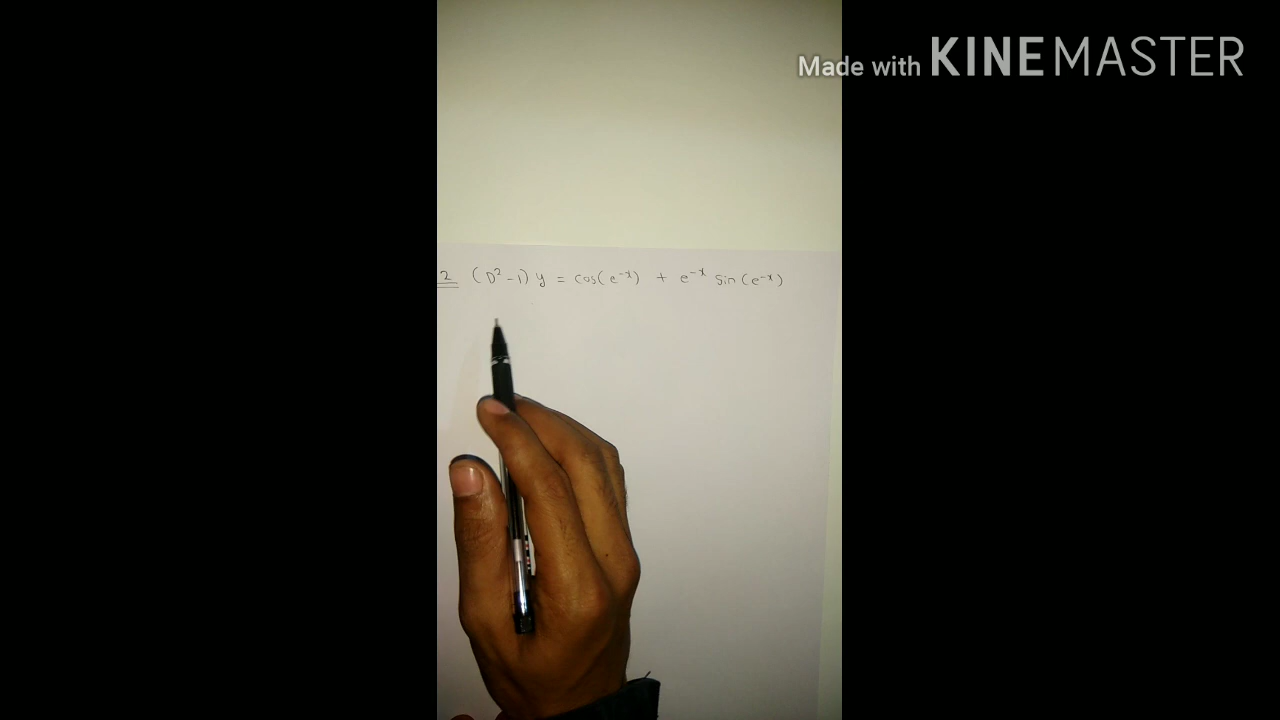 Made with KINEMASTER
2 (D²-1) y = cos(e⁻ˣ) + e⁻ˣ sin(e⁻ˣ)